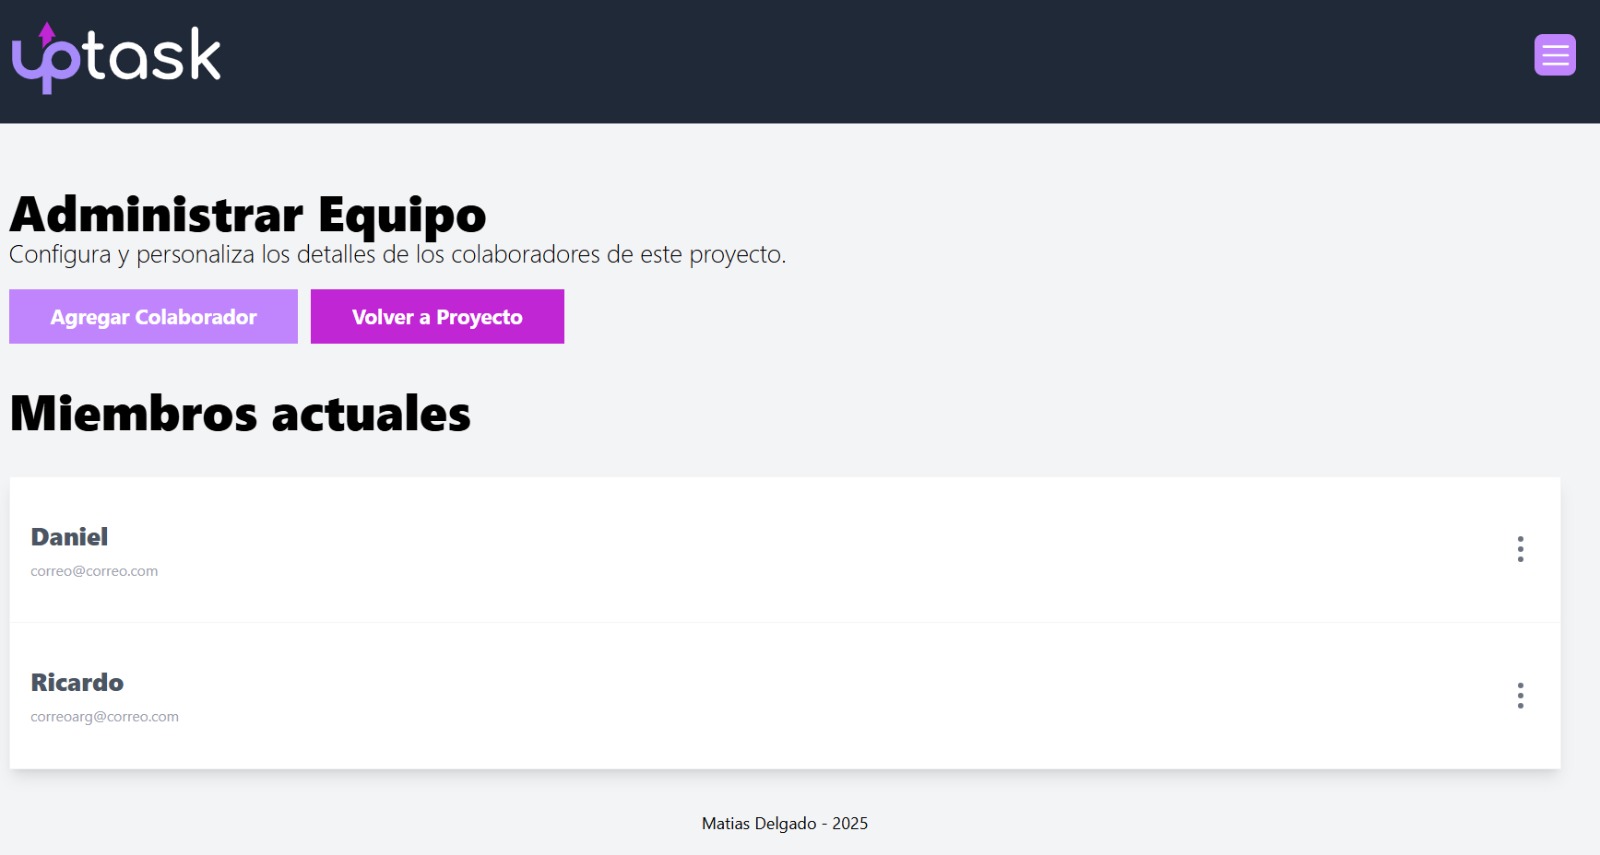 uptask
Administrar Equipo
Configura y personaliza los detalles de los colaboradores de este proyecto.
Agregar Colaborador
Volver a Proyecto
Miembros actuales
Daniel
correo@correo.com
Ricardo
correoarg@correo.com
Matias Delgado - 2025